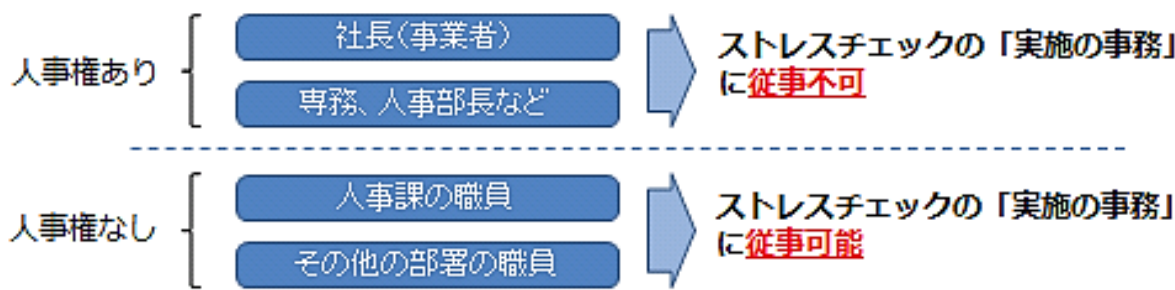 人事権あり
社長(事業者)
専務、人事部長など
ストレスチェックの「実施の事務」
に従事不可
人事権なし
人事課の職員
その他の部署の職員
ストレスチェックの「実施の事務」
に従事可能